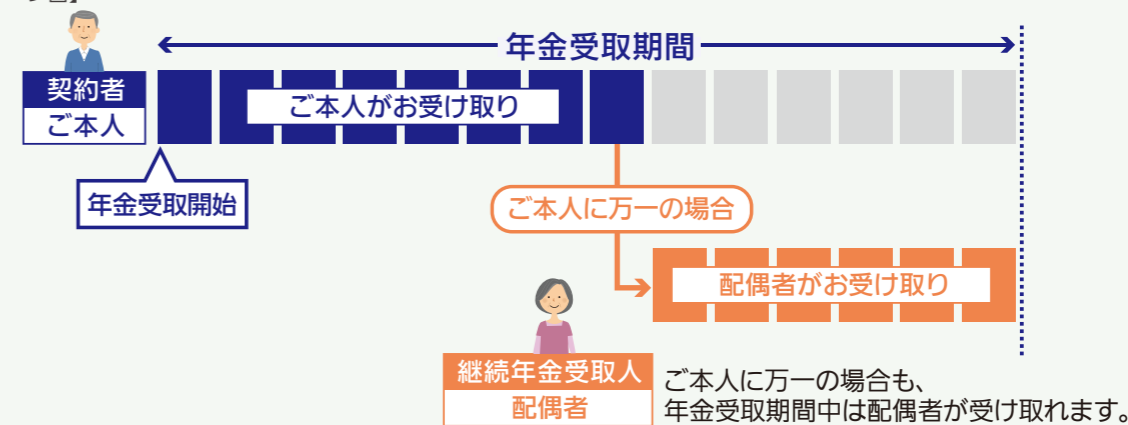 年金受取期間
契約者
ご本人
ご本人がお受け取り
年金受取開始
ご本人に万一の場合
配偶者がお受け取り
継続年金受取人
配偶者
ご本人に万一の場合も、
年金受取期間中は配偶者が受け取れます。